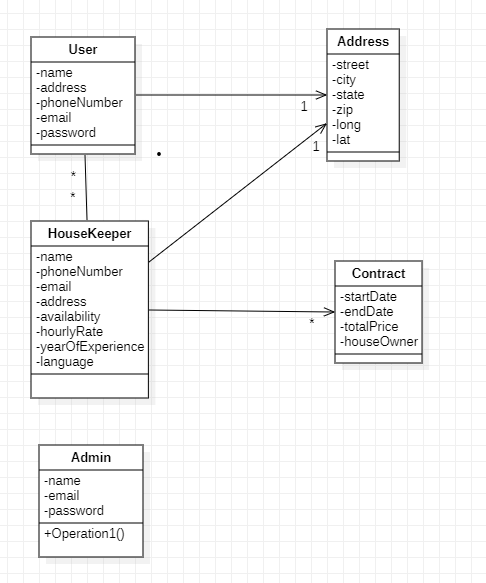 User
-name
-address
-phoneNumber
-email
-password
Address
-street
-city
-state
-zip
-long
-lat
1
1
*
*
HouseKeeper
-name
-phoneNumber
-email
-address
-availability
-hourlyRate
-yearOfExperience
-language
Contract
-startDate
-endDate
-totalPrice
-houseOwner
*
Admin
-name
-email
-password
+Operation1()